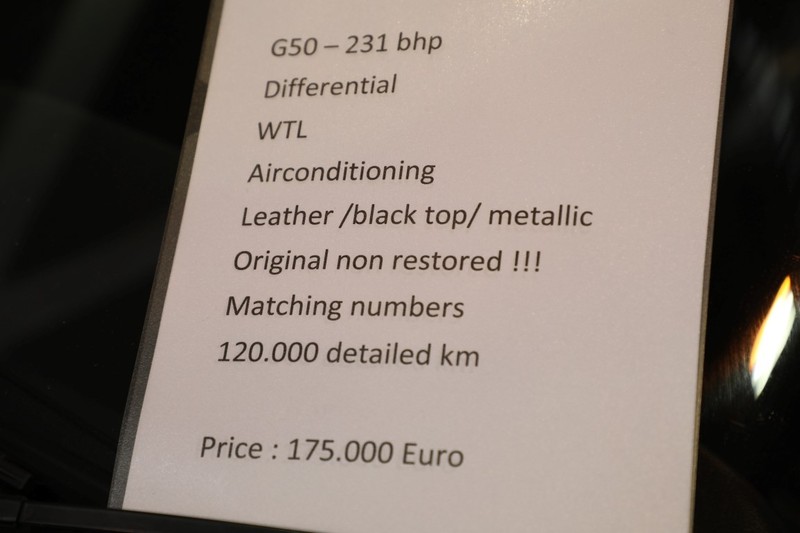 G50 – 231 bhp
Differential
WTL
Airconditioning
Leather /black top/ metallic
Original non restored !!!
Matching numbers
120.000 detailed km
Price : 175.000 Euro